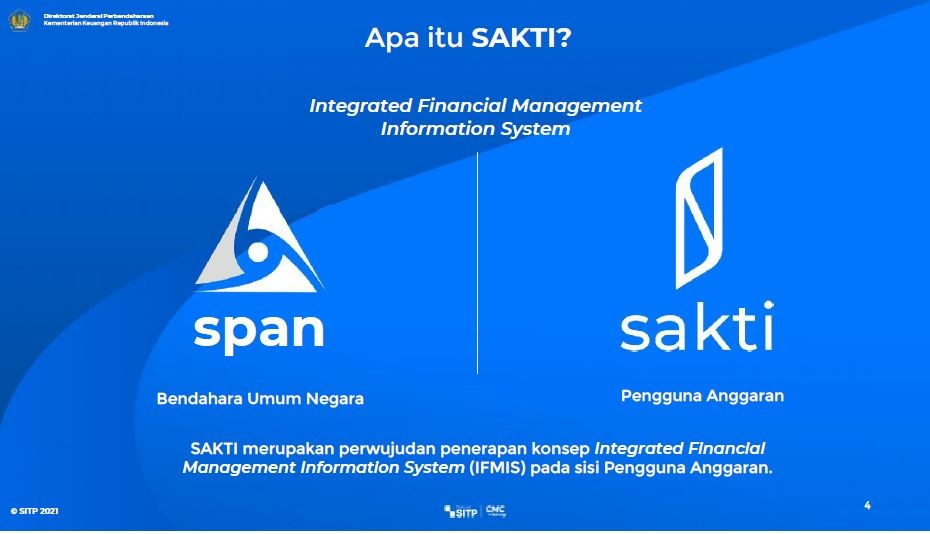 Direktorat Jenderal Perbendaharaan
Kementerian Keuangan Republik Indonesia
Apa itu SAKTI?
Integrated Financial Management
Information System
span
sakti
Bendahara Umum Negara
Pengguna Anggaran
SAKTI merupakan perwujudan penerapan konsep Integrated Financial
Management Information System (IFMIS) pada sisi Pengguna Anggaran.
© SITP 2021
SITP
CMC
4